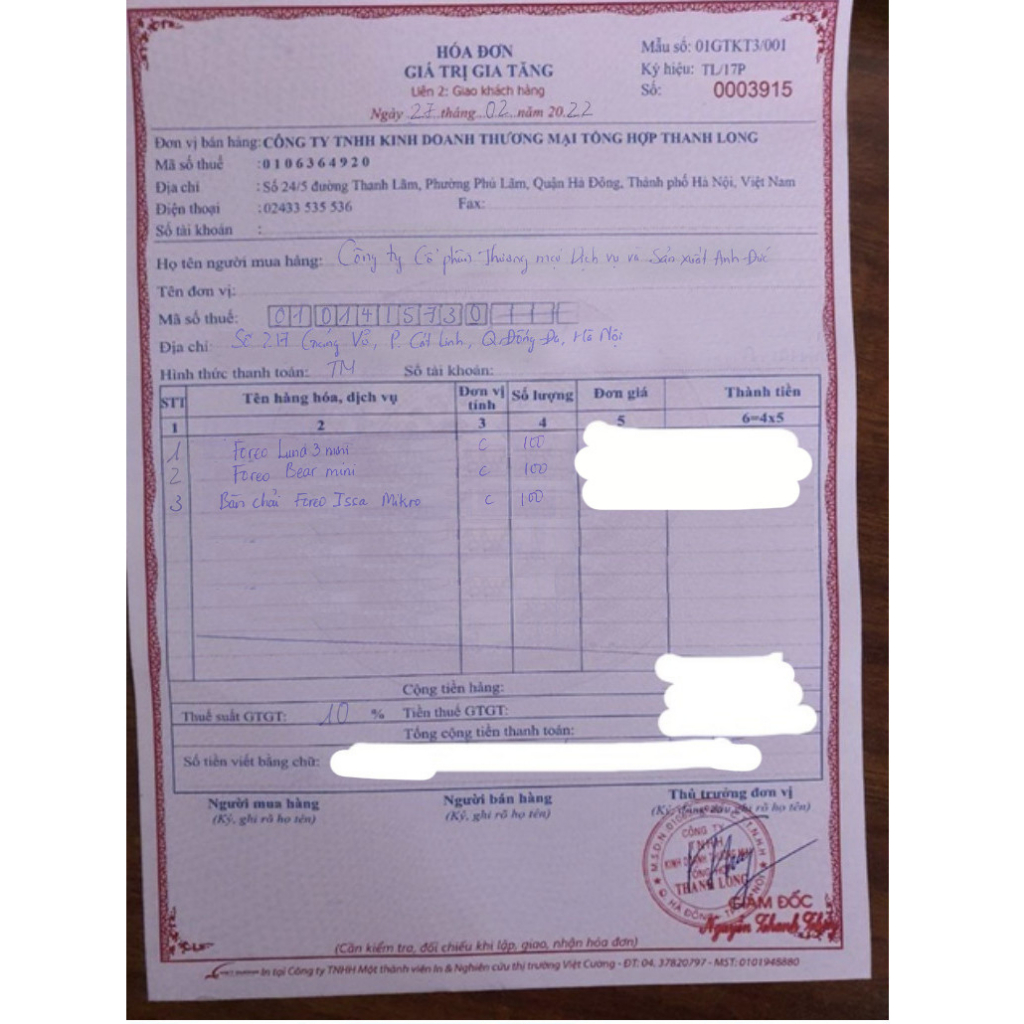 HÓA ĐƠN
GIÁ TRỊ GIA TĂNG
Liên 2: Giao khách hàng
Ngày 27 tháng 02 năm 2022
Mẫu số: 01GTKT3/001
Ký hiệu: TL/17P
Số: 0003915
Đơn vị bán hàng: CÔNG TY TNHH KINH DOANH THƯƠNG MẠI TỔNG HỢP THANH LONG
Mã số thuế : 0106364920
Địa chỉ : Số 24/5 đường Thanh Lãm, Phường Phú Lãm, Quận Hà Đông, Thành phố Hà Nội, Việt Nam
Điện thoại : 02433 535 536 Fax:
Số tài khoản :
Họ tên người mua hàng: Công ty Cổ phần Thương mại Dịch vụ và Sản xuất Anh Đức
Tên đơn vị:
Mã số thuế: 0101415730
Địa chỉ: Số 217 Giảng Võ, P. Cát Linh, Q. Đống Đa, Hà Nội
Hình thức thanh toán: TM Số tài khoản:
STT Tên hàng hóa, dịch vụ Đơn vị tính Số lượng Đơn giá Thành tiền
1 2 3 4 5 6=4x5
1 Foreo Luna 3 mini C 100
2 Foreo Bear mini C 100
3 Bàn chải Foreo Issa Mikro C 100
Cộng tiền hàng:
Thuế suất GTGT: 10 % Tiền thuế GTGT:
Tổng cộng tiền thanh toán:
Số tiền viết bằng chữ:
Người mua hàng Người bán hàng Thủ trưởng đơn vị
(Ký, ghi rõ họ tên) (Ký, ghi rõ họ tên) (Ký, đóng dấu, ghi rõ họ tên)
CÔNG TY
TNHH
KINH DOANH THƯƠNG MẠI
TỔNG HỢP
THANH LONG
GIÁM ĐỐC
Nguyễn Thanh
(Cần kiểm tra, đối chiếu khi lập, giao, nhận hóa đơn)
In tại Công ty TNHH Một thành viên In & Nghiên cứu thị trường Việt Cường - ĐT: 04. 37820797 - MST: 0101948880